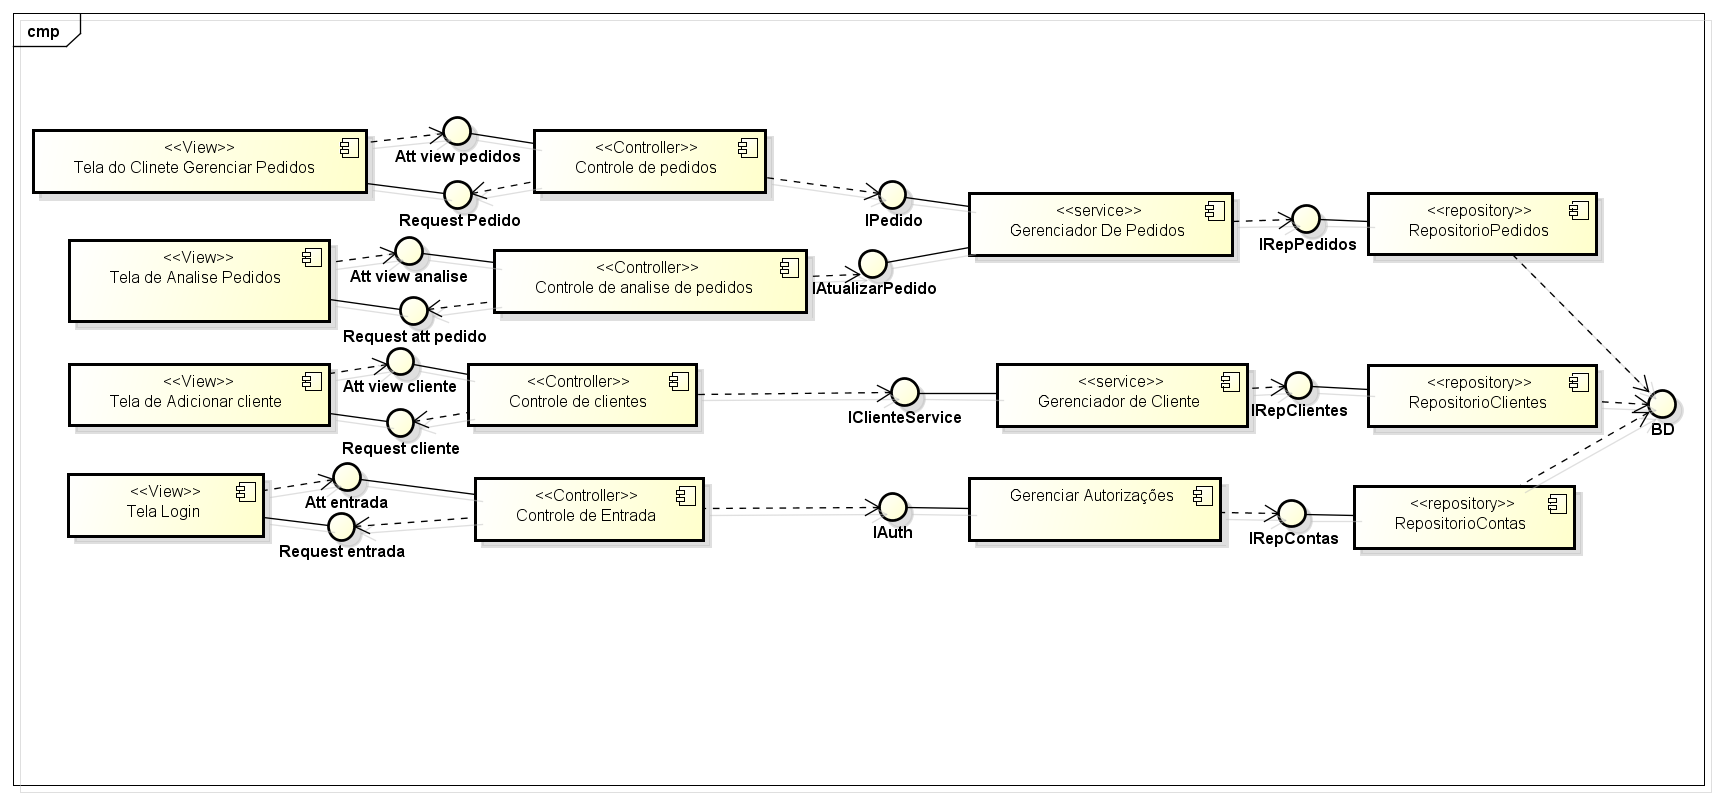 cmp
<<View>>
Tela do Clinete Gerenciar Pedidos
Att view pedidos
Request Pedido
<<Controller>>
Controle de pedidos
IPedido
<<View>>
Tela de Analise Pedidos
Att view analise
Request att pedido
<<Controller>>
Controle de analise de pedidos
IAtualizarPedido
<<service>>
Gerenciador De Pedidos
IRepPedidos
<<repository>>
RepositorioPedidos
<<View>>
Tela de Adicionar cliente
Att view cliente
Request cliente
<<Controller>>
Controle de clientes
IClienteService
<<service>>
Gerenciador de Cliente
IRepClientes
<<repository>>
RepositorioClientes
BD
<<View>>
Tela Login
Att entrada
Request entrada
<<Controller>>
Controle de Entrada
IAuth
Gerenciar Autorizações
IRepContas
<<repository>>
RepositorioContas